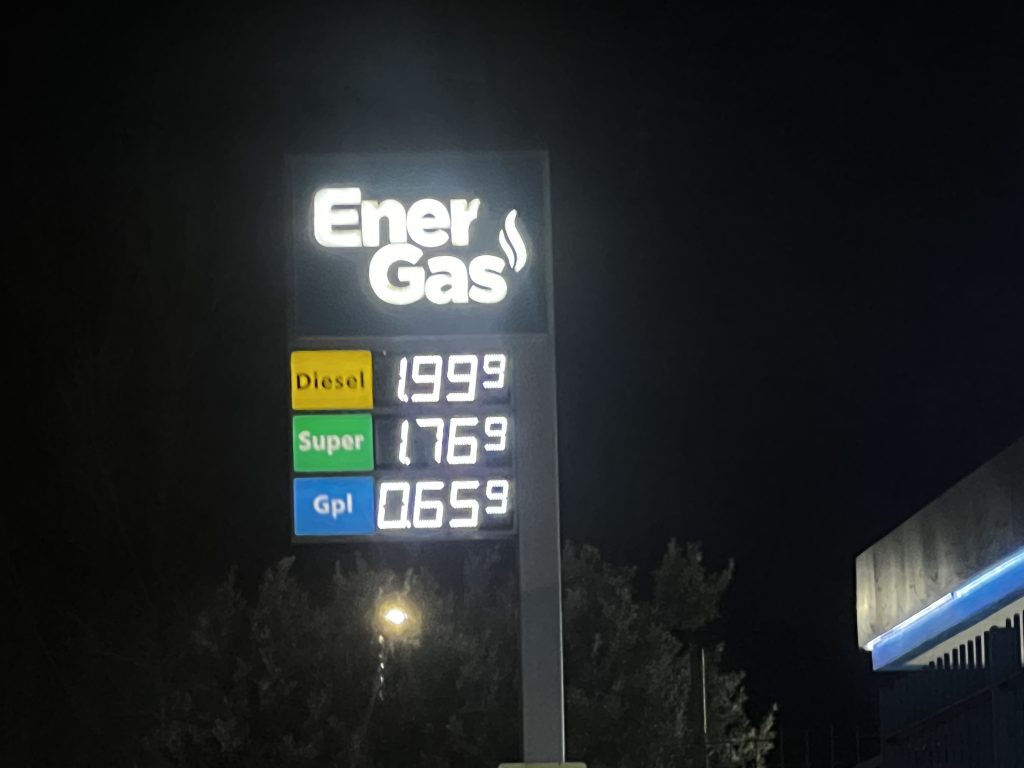 Ener
Gas
Diesel 1.999
Super 1.769
Gpl 0.659